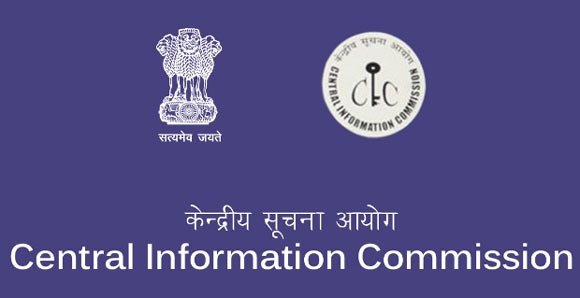 सत्यमेव जयते
केन्द्रीय सूचना आयोग
CIC
CENTRAL INFORMATION COMMISSION
केन्द्रीय सूचना आयोग
Central Information Commission